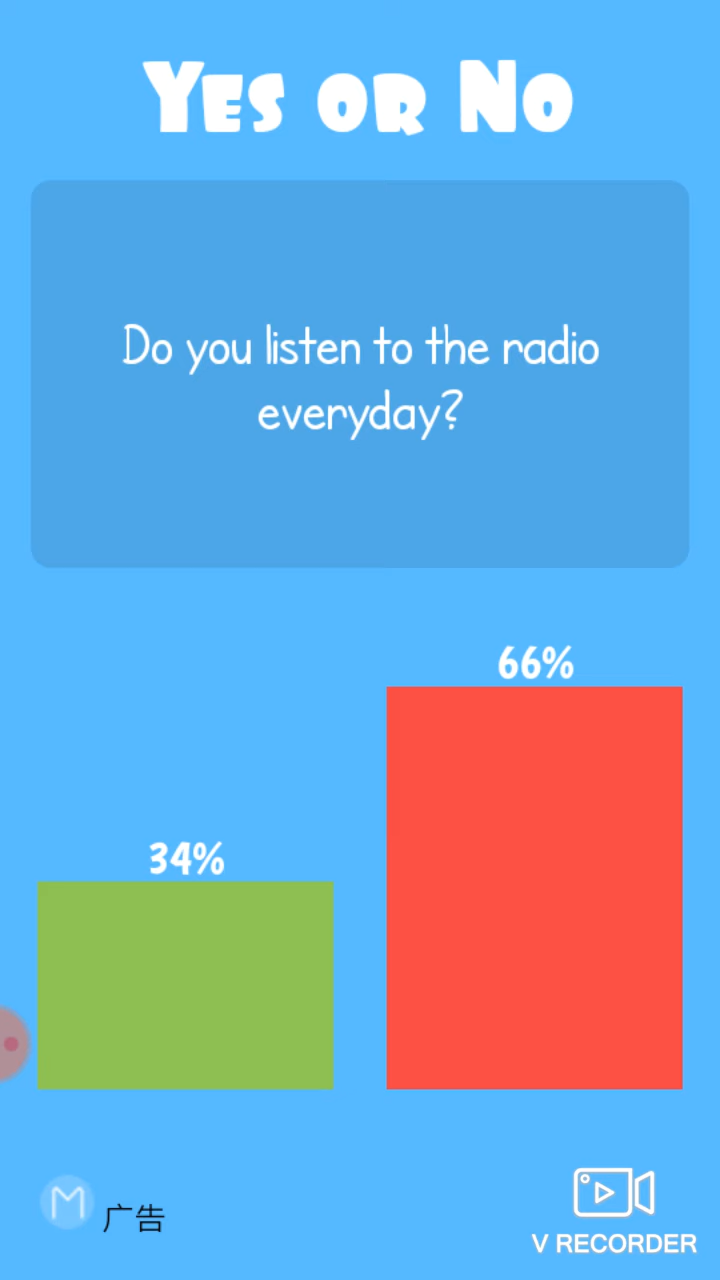 Yes or No
Do you listen to the radio
everyday?
66%
34%
M
广告
V RECORDER